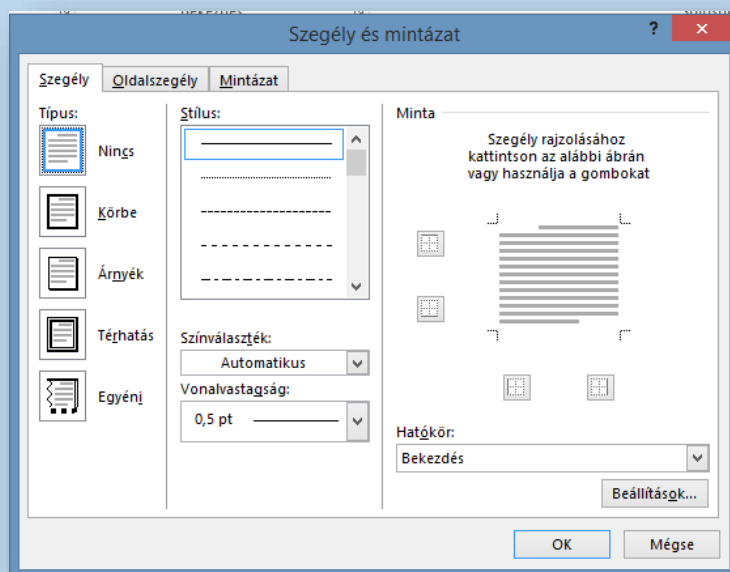 Szegély és mintázat
?
Szegély
Oldalszegély
Mintázat
Típus:
Nincs
Körbe
Árnyék
Térhatás
Egyéni
Stílus:
Színválaszték:
Automatikus
Vonalvastagság:
0,5 pt
Minta
Szegély rajzolásához
kattintson az alábbi ábrán
vagy használja a gombokat
Hatókör:
Bekezdés
Beállítások...
OK
Mégse